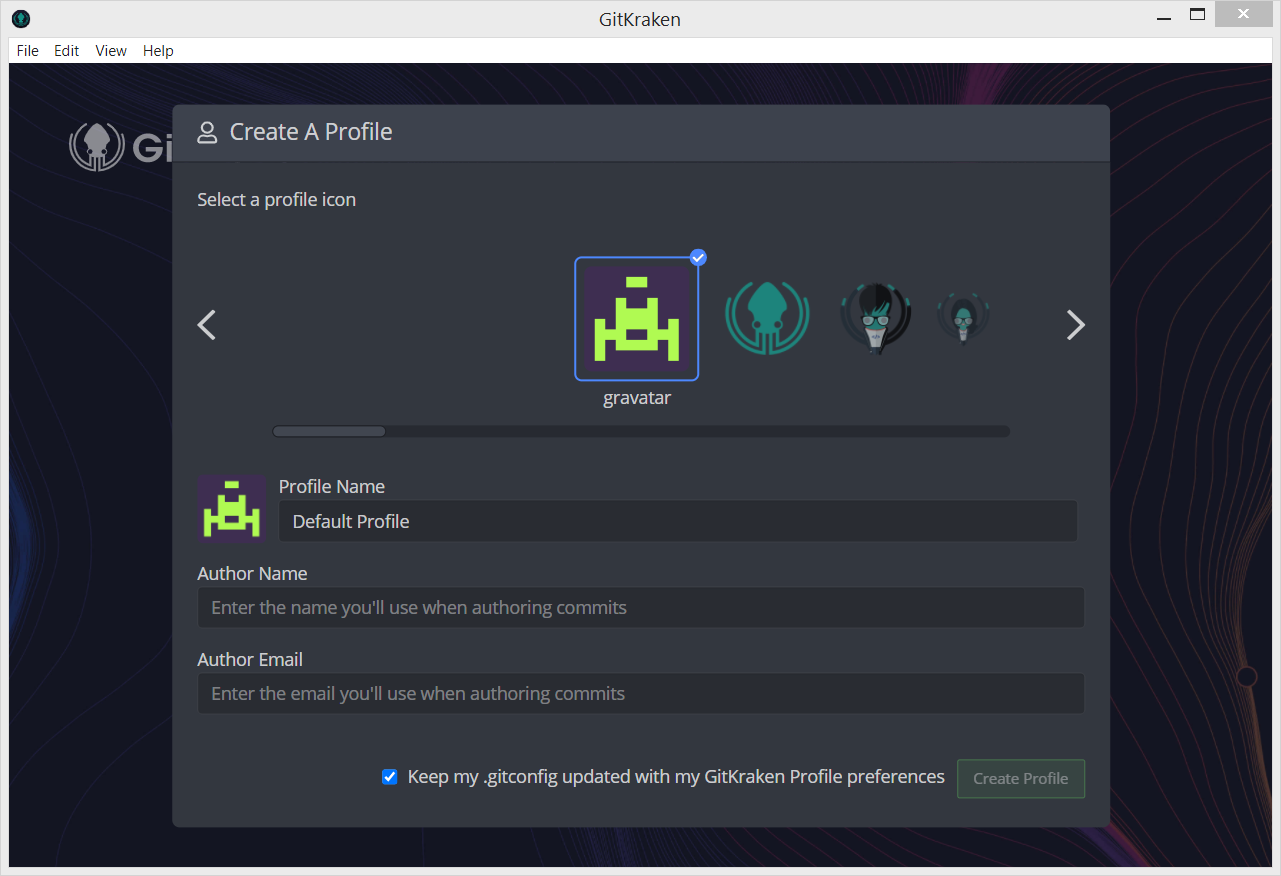 GitKraken
File Edit View Help
Gi
Create A Profile
Select a profile icon
gravatar
Profile Name
Default Profile
Author Name
Enter the name you'll use when authoring commits
Author Email
Enter the email you'll use when authoring commits
Keep my .gitconfig updated with my GitKraken Profile preferences
Create Profile